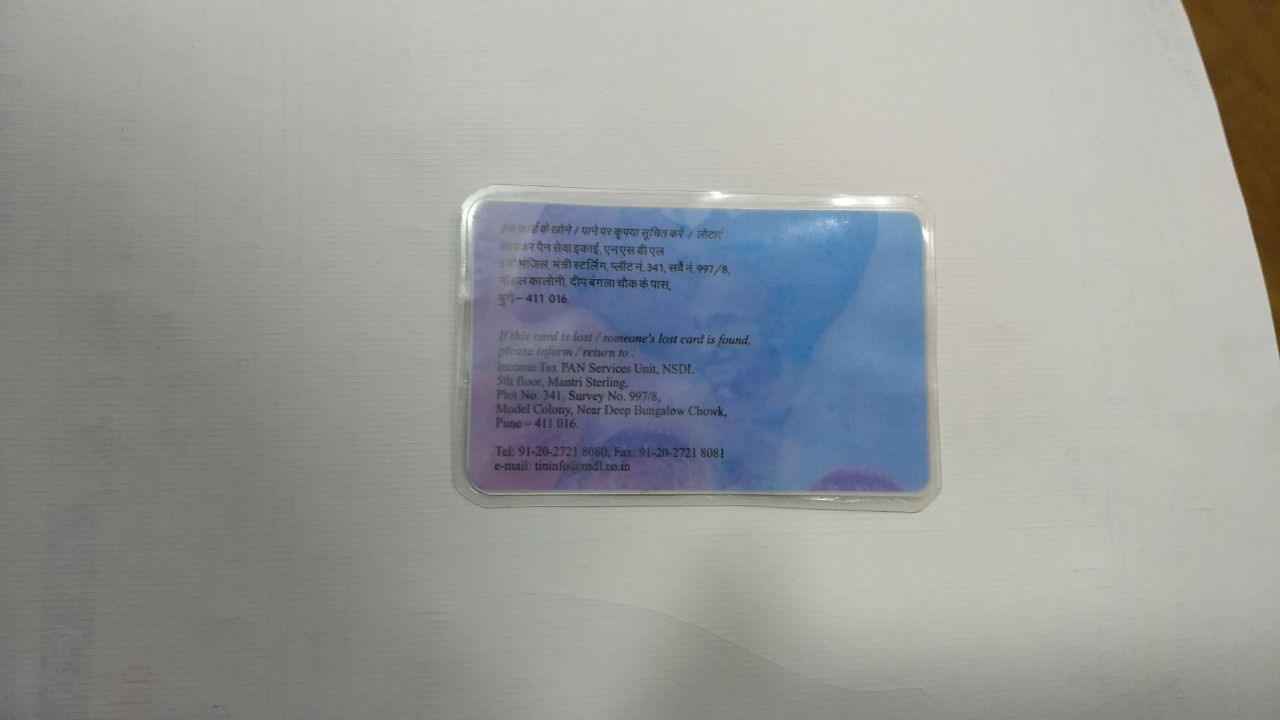 इस कार्ड के खोने / पाने पर कृपया सूचित करें / लौटाएं :
आयकर पैन सेवा इकाई, एन एस डी एल
5 वीं मंजिल, मंत्री स्टर्लिंग, प्लॉट नं. 341, सर्वे नं. 997/8,
मॉडल कालोनी, दीप बंगला चौक के पास,
पुणे – 411 016.
If this card is lost / someone's lost card is found,
please inform / return to :
Income Tax PAN Services Unit, NSDL
5th floor, Mantri Sterling,
Plot No. 341, Survey No. 997/8,
Model Colony, Near Deep Bungalow Chowk,
Pune – 411 016.
Tel: 91-20-2721 8080, Fax: 91-20-2721 8081
e-mail: tininfo@nsdl.co.in